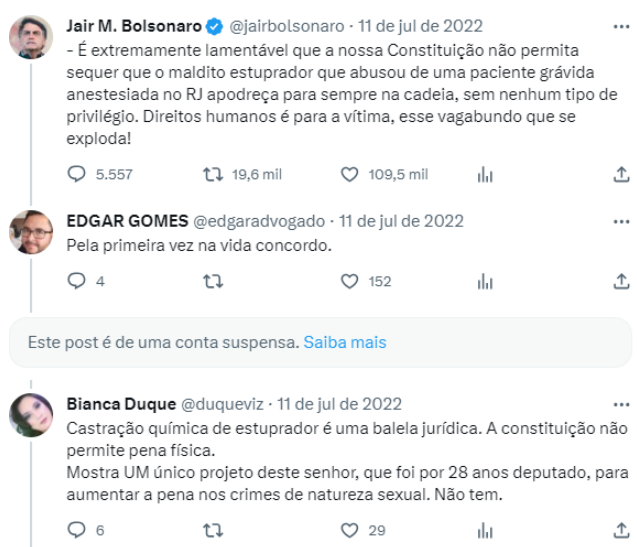 Jair M. Bolsonaro @jairbolsonaro · 11 de jul de 2022
- É extremamente lamentável que a nossa Constituição não permita
sequer que o maldito estuprador que abusou de uma paciente grávida
anestesiada no RJ apodreça para sempre na cadeia, sem nenhum tipo de
privilégio. Direitos humanos é para a vítima, esse vagabundo que se
exploda!
5.557 19,6 mil 109,5 mil
EDGAR GOMES @edgaradvogado · 11 de jul de 2022
Pela primeira vez na vida concordo.
4 152
Este post é de uma conta suspensa. Saiba mais
Bianca Duque @duqueviz · 11 de jul de 2022
Castração química de estuprador é uma balela jurídica. A constituição não
permite pena física.
Mostra UM único projeto deste senhor, que foi por 28 anos deputado, para
aumentar a pena nos crimes de natureza sexual. Não tem.
6 29